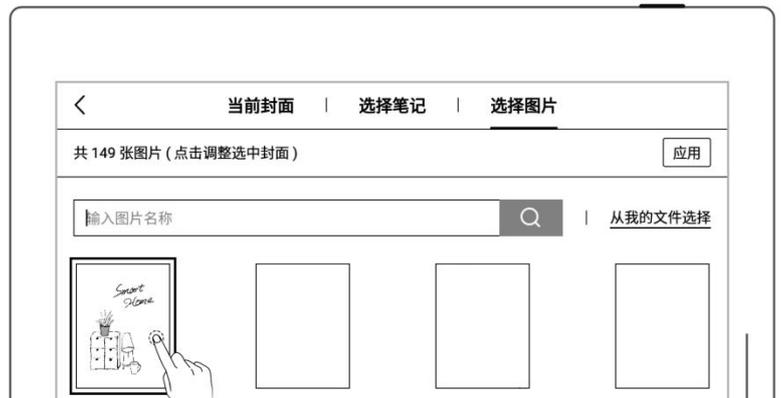 当前封面 | 选择笔记 | 选择图片
共 149 张图片 ( 点击调整选中封面 )
应用
输入图片名称 | 从我的文件选择
Smart
Home